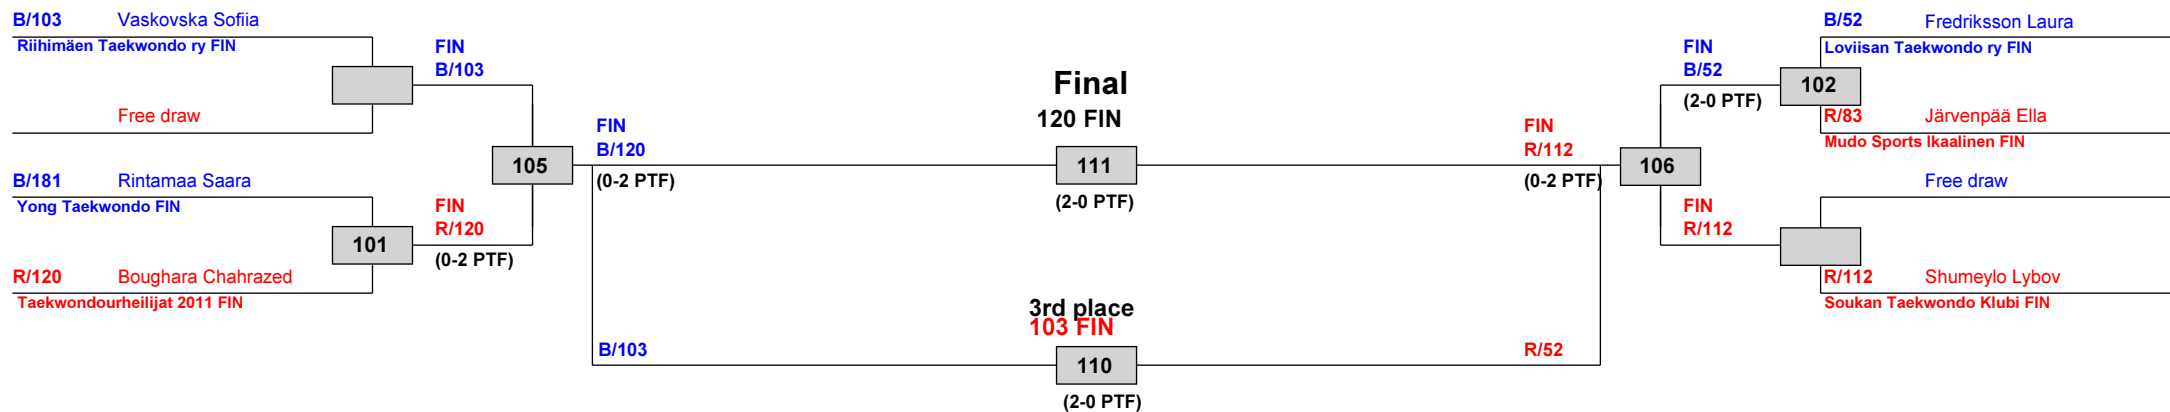 B/103 Vaskovska Sofiia
Riihimäen Taekwondo ry FIN
FIN
B/103
Free draw
B/181 Rintamaa Saara
Yong Taekwondo FIN
101
FIN
R/120
(0-2 PTF)
R/120 Boughara Chahrazed
Taekwondourheilijat 2011 FIN
105
FIN
B/120
(0-2 PTF)
Final
120 FIN
111
(2-0 PTF)
3rd place
103 FIN
B/103
110
R/52
(2-0 PTF)
FIN
R/112
(0-2 PTF)
106
FIN
B/52
(2-0 PTF)
102
B/52 Fredriksson Laura
Loviisan Taekwondo ry FIN
R/83 Järvenpää Ella
Mudo Sports Ikaalinen FIN
Free draw
FIN
R/112
R/112 Shumeylo Lybov
Soukan Taekwondo Klubi FIN